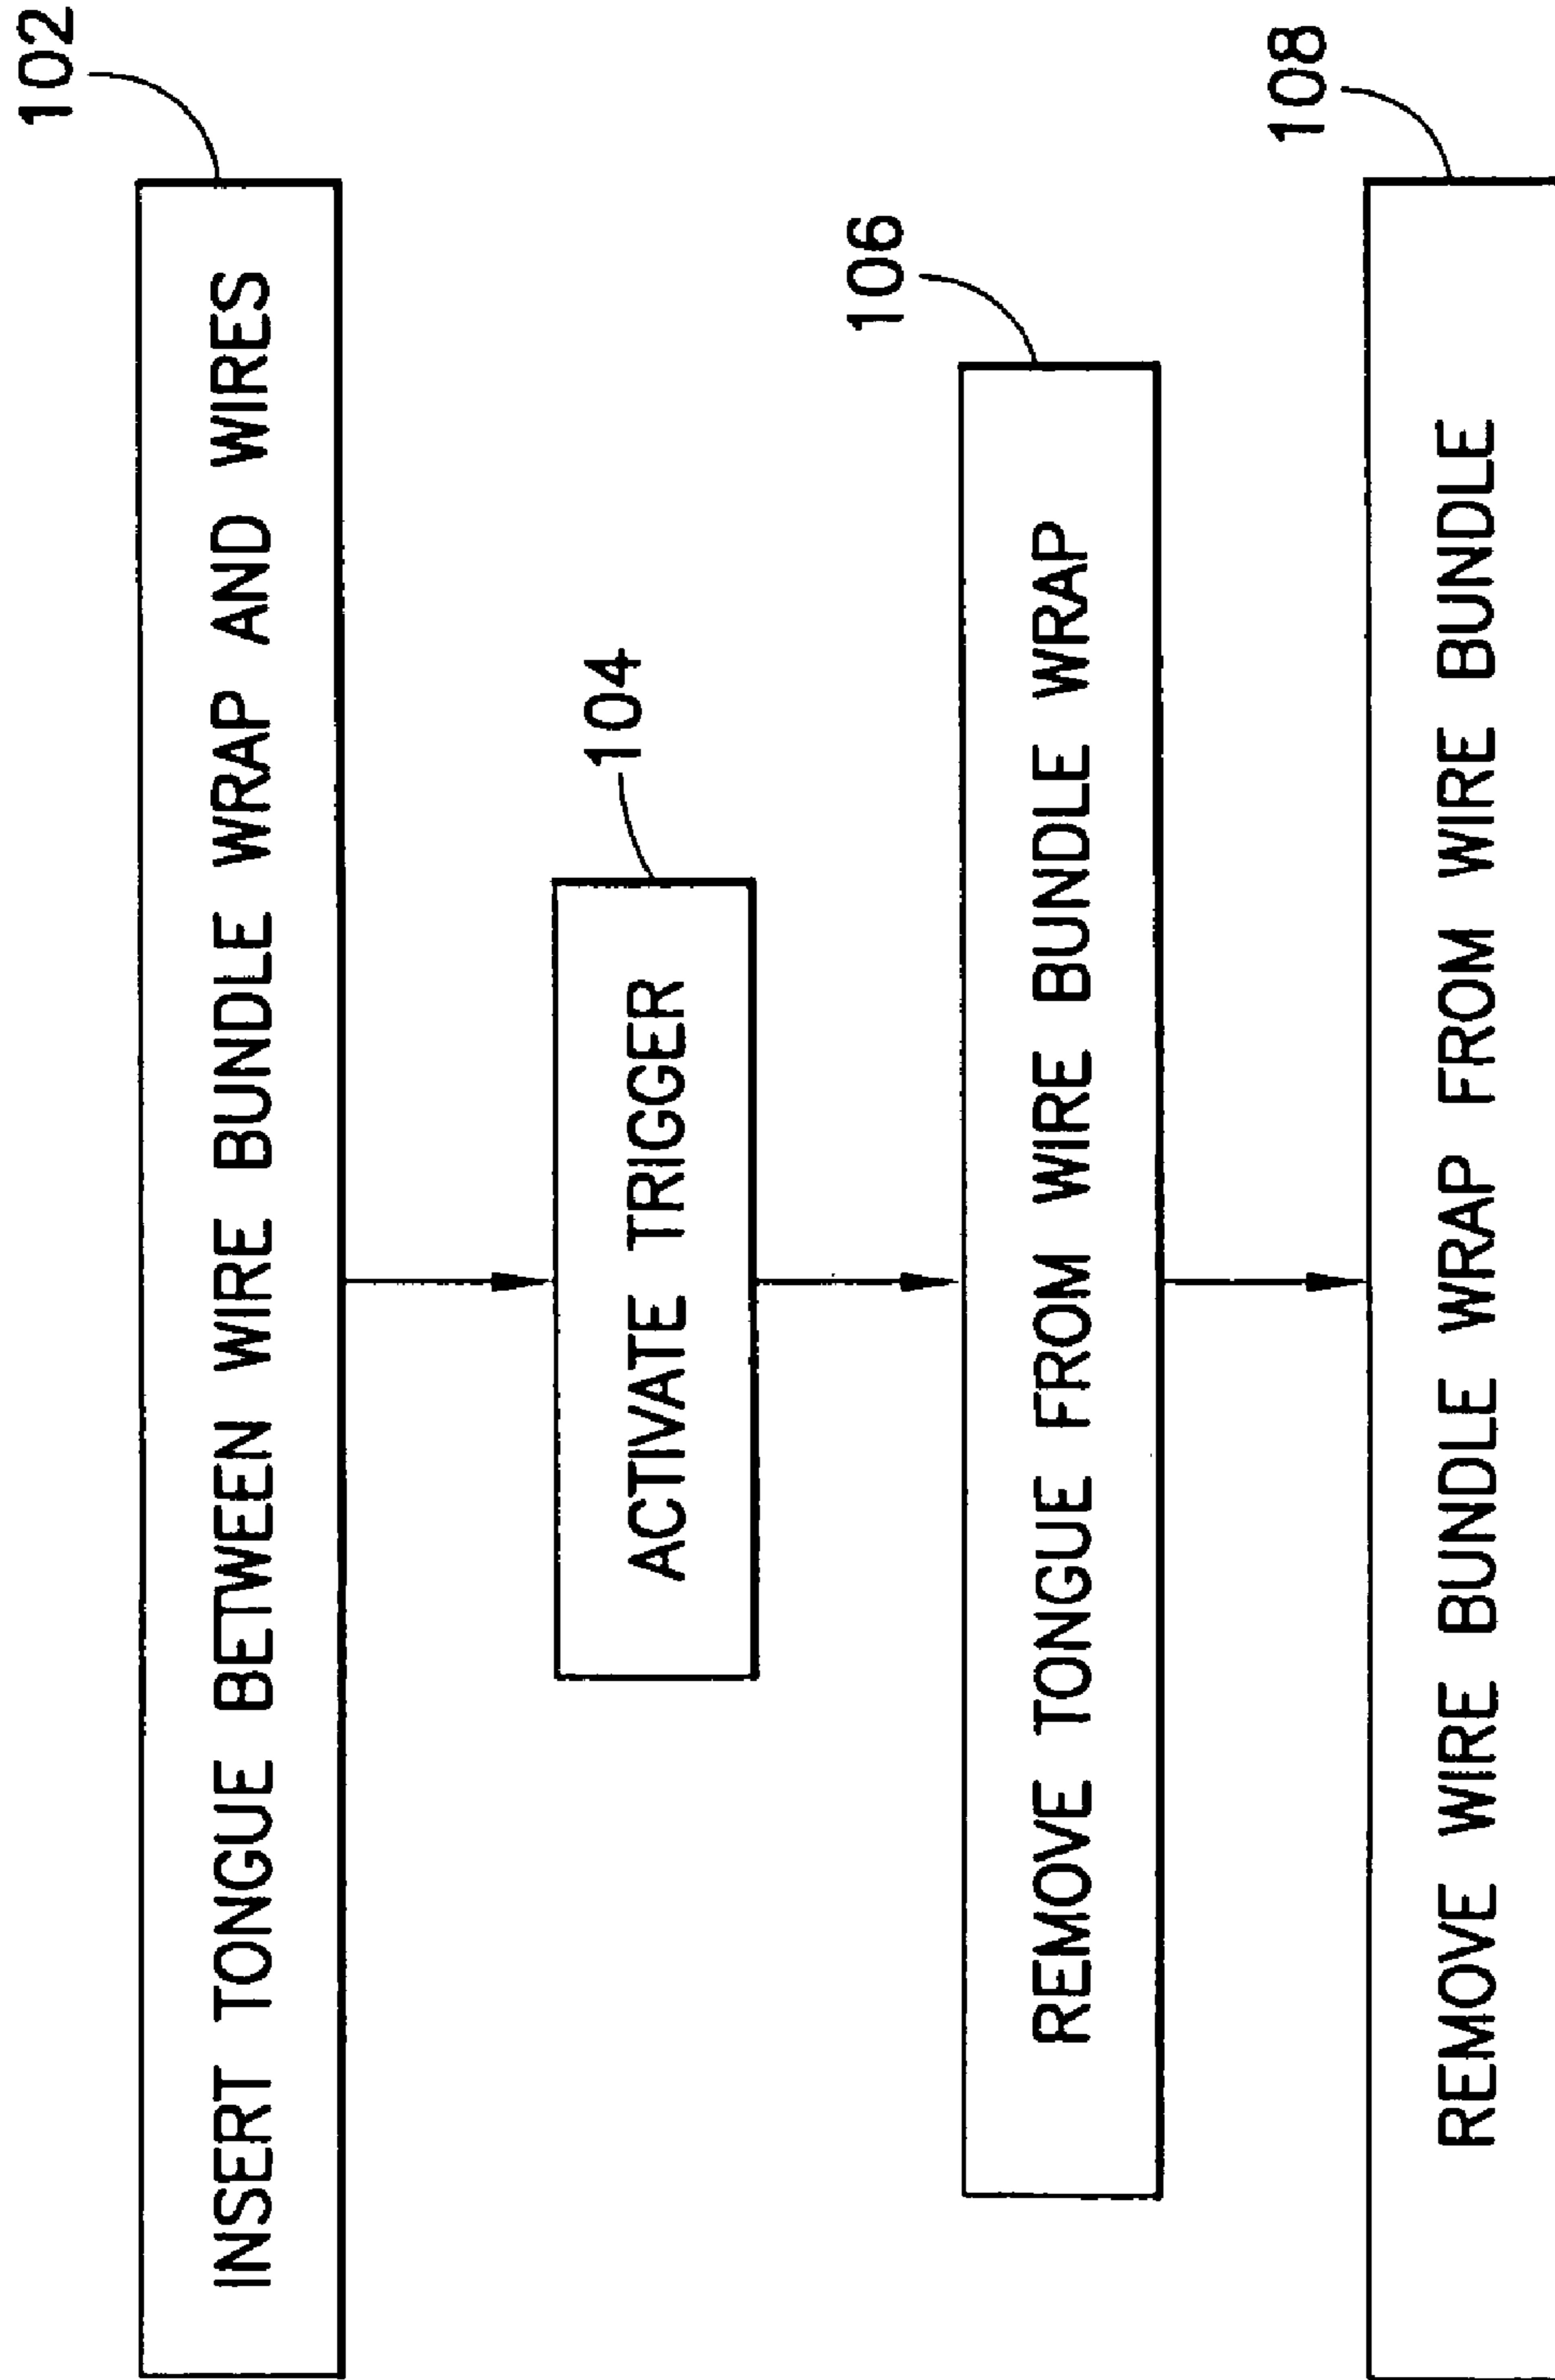 102
INSERT TONGUE BETWEEN WIRE BUNDLE WRAP AND WIRES
104
ACTIVATE TRIGGER
106
REMOVE TONGUE FROM WIRE BUNDLE WRAP
108
REMOVE WIRE BUNDLE WRAP FROM WIRE BUNDLE